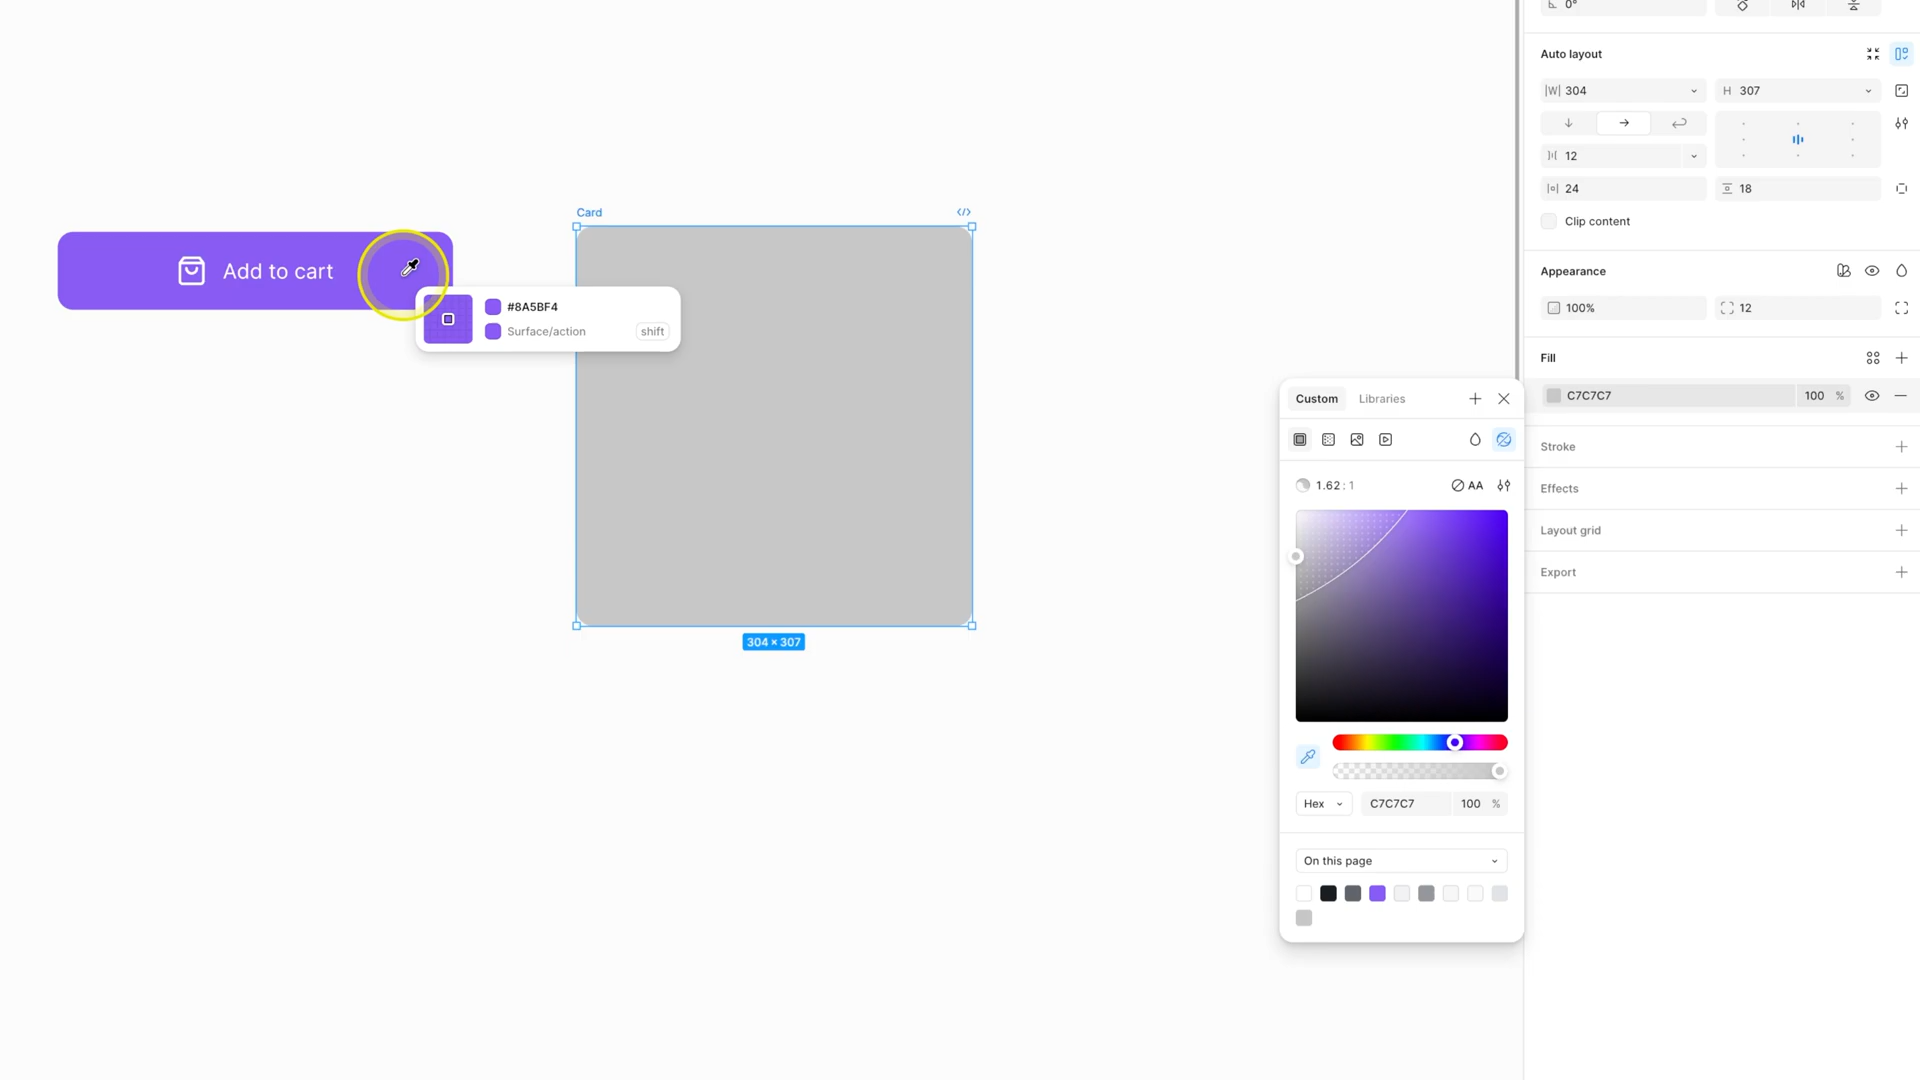 0°
Auto layout
W 304
H 307
12
24
18
Clip content
Card
Add to cart
#8A5BF4
Surface/action
shift
304 × 307
Appearance
100%
12
Fill
C7C7C7
100 %
Stroke
Effects
Layout grid
Export
Custom
Libraries
1.62 : 1
AA
Hex
C7C7C7
100 %
On this page